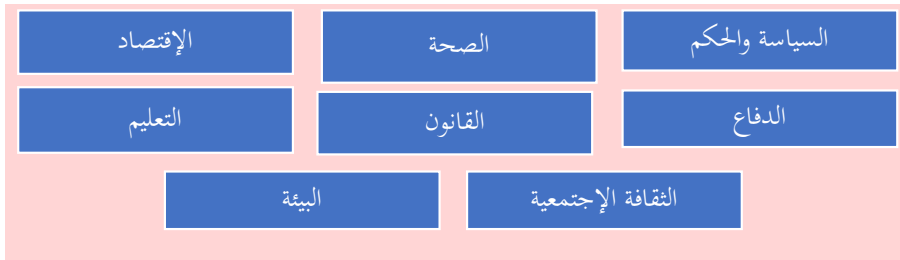 السياسة والحكم
الصحة
الإقتصاد
الدفاع
القانون
التعليم
الثقافة الإجتمعية
البيئة